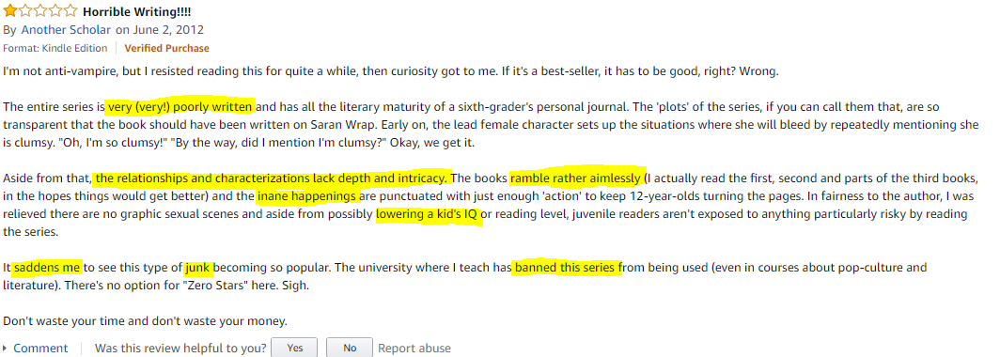 Horrible Writing!!!!
By Another Scholar on June 2, 2012
Format: Kindle Edition | Verified Purchase
I'm not anti-vampire, but I resisted reading this for quite a while, then curiosity got to me. If it's a best-seller, it has to be good, right? Wrong.
The entire series is very (very!) poorly written and has all the literary maturity of a sixth-grader's personal journal. The 'plots' of the series, if you can call them that, are so
transparent that the book should have been written on Saran Wrap. Early on, the lead female character sets up the situations where she will bleed by repeatedly mentioning she
is clumsy. "Oh, I'm so clumsy!" "By the way, did I mention I'm clumsy?" Okay, we get it.
Aside from that, the relationships and characterizations lack depth and intricacy. The books ramble rather aimlessly (I actually read the first, second and parts of the third books,
in the hopes things would get better) and the inane happenings are punctuated with just enough 'action' to keep 12-year-olds turning the pages. In fairness to the author, I was
relieved there are no graphic sexual scenes and aside from possibly lowering a kid's IQ or reading level, juvenile readers aren't exposed to anything particularly risky by reading
the series.
It saddens me to see this type of junk becoming so popular. The university where I teach has banned this series from being used (even in courses about pop-culture and
literature). There's no option for "Zero Stars" here. Sigh.
Don't waste your time and don't waste your money.
Comment | Was this review helpful to you? Yes No Report abuse